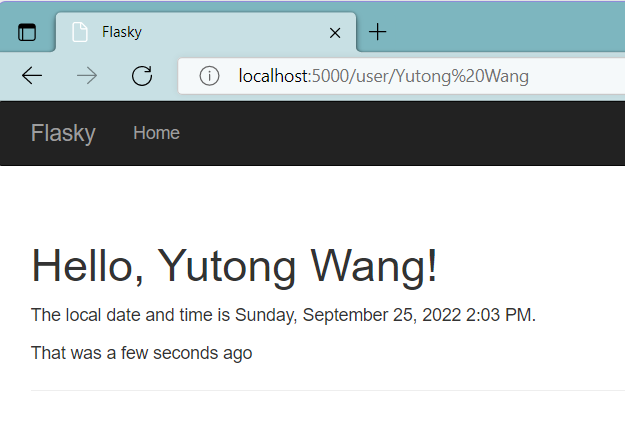 Flasky
localhost:5000/user/Yutong%20Wang
Flasky Home
Hello, Yutong Wang!
The local date and time is Sunday, September 25, 2022 2:03 PM.
That was a few seconds ago